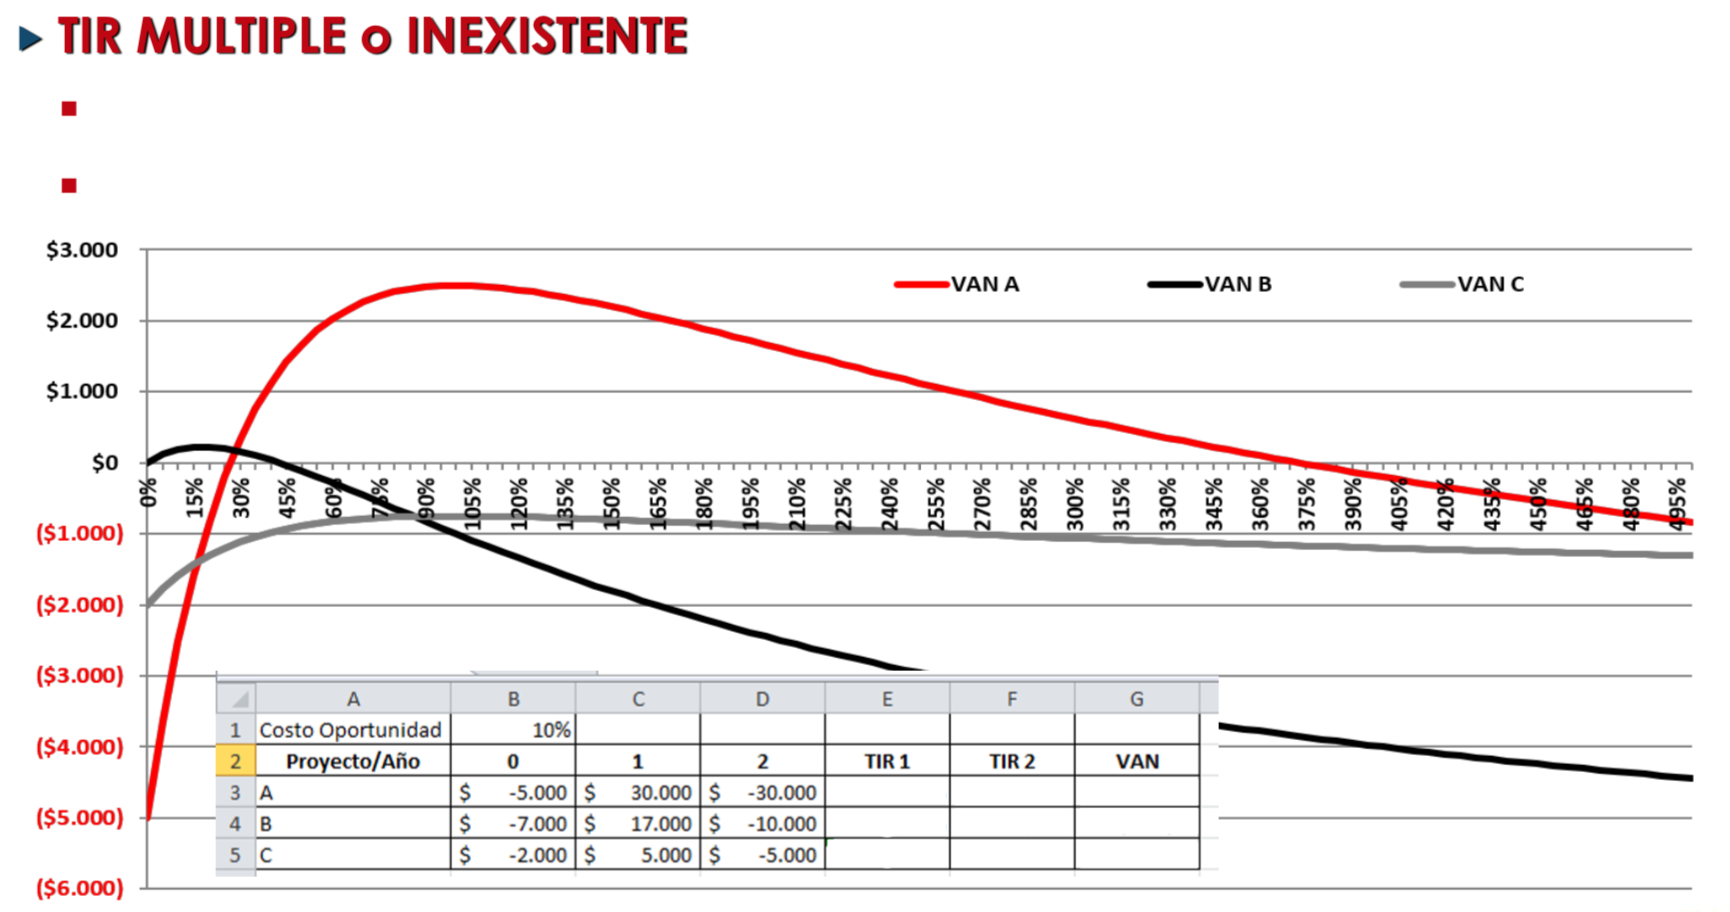 TIR MULTIPLE o INEXISTENTE
$3.000
VAN A VAN B VAN C
$2.000
$1.000
$0
0% 15% 30% 45% 60% 75% 90% 105% 120% 135% 150% 165% 180% 195% 210% 225% 240% 255% 270% 285% 300% 315% 330% 345% 360% 375% 390% 405% 420% 435% 450% 465% 480% 495%
($1.000)
($2.000)
($3.000)
($4.000)
($5.000)
($6.000)
A B C D E F G
1 Costo Oportunidad 10%
2 Proyecto/Año 0 1 2 TIR 1 TIR 2 VAN
3 A $ -5.000 $ 30.000 $ -30.000
4 B $ -7.000 $ 17.000 $ -10.000
5 C $ -2.000 $ 5.000 $ -5.000